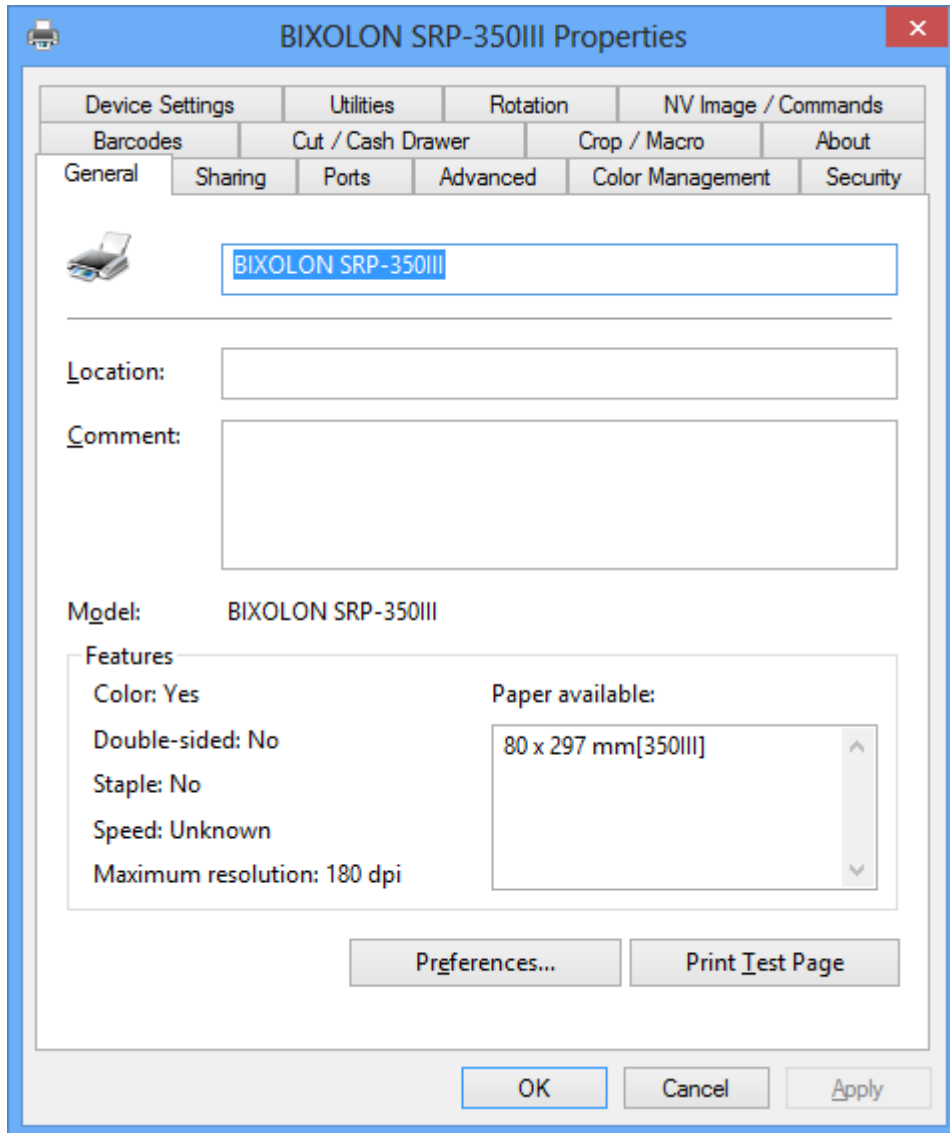 BIXOLON SRP-350III Properties
Device Settings Utilities Rotation NV Image / Commands
Barcodes Cut / Cash Drawer Crop / Macro About
General Sharing Ports Advanced Color Management Security
BIXOLON SRP-350III
Location:
Comment:
Model: BIXOLON SRP-350III
Features
Color: Yes
Double-sided: No
Staple: No
Speed: Unknown
Maximum resolution: 180 dpi
Paper available:
80 x 297 mm[350III]
Preferences... Print Test Page
OK Cancel Apply